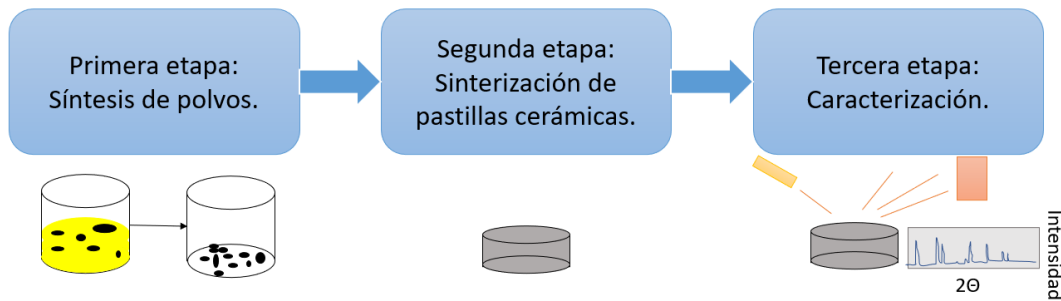 Primera etapa:
Síntesis de polvos.
Segunda etapa:
Sinterización de
pastillas cerámicas.
Tercera etapa:
Caracterización.
Intensidad
2Θ